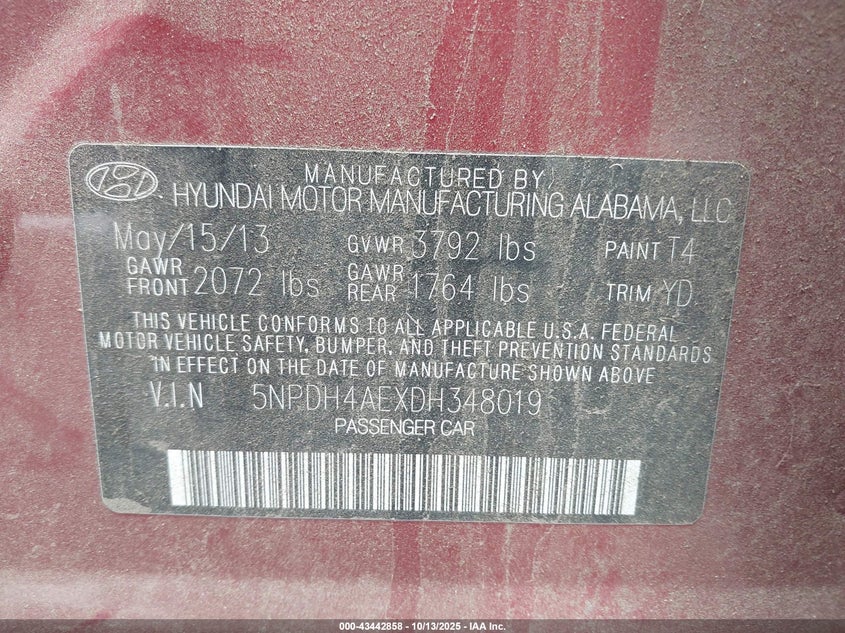 MANUFACTURED BY
HYUNDAI MOTOR MANUFACTURING ALABAMA, LLC
May/15/13 GVWR 3792 lbs PAINT T4
GAWR FRONT 2072 lbs GAWR REAR 1764 lbs TRIM YD
THIS VEHICLE CONFORMS TO ALL APPLICABLE U.S.A. FEDERAL
MOTOR VEHICLE SAFETY, BUMPER, AND THEFT PREVENTION STANDARDS
IN EFFECT ON THE DATE OF MANUFACTURE SHOWN ABOVE.
V.I.N 5NPDH4AEXDH348019
PASSENGER CAR
000-43442858 - 10/13/2025 - IAA Inc.